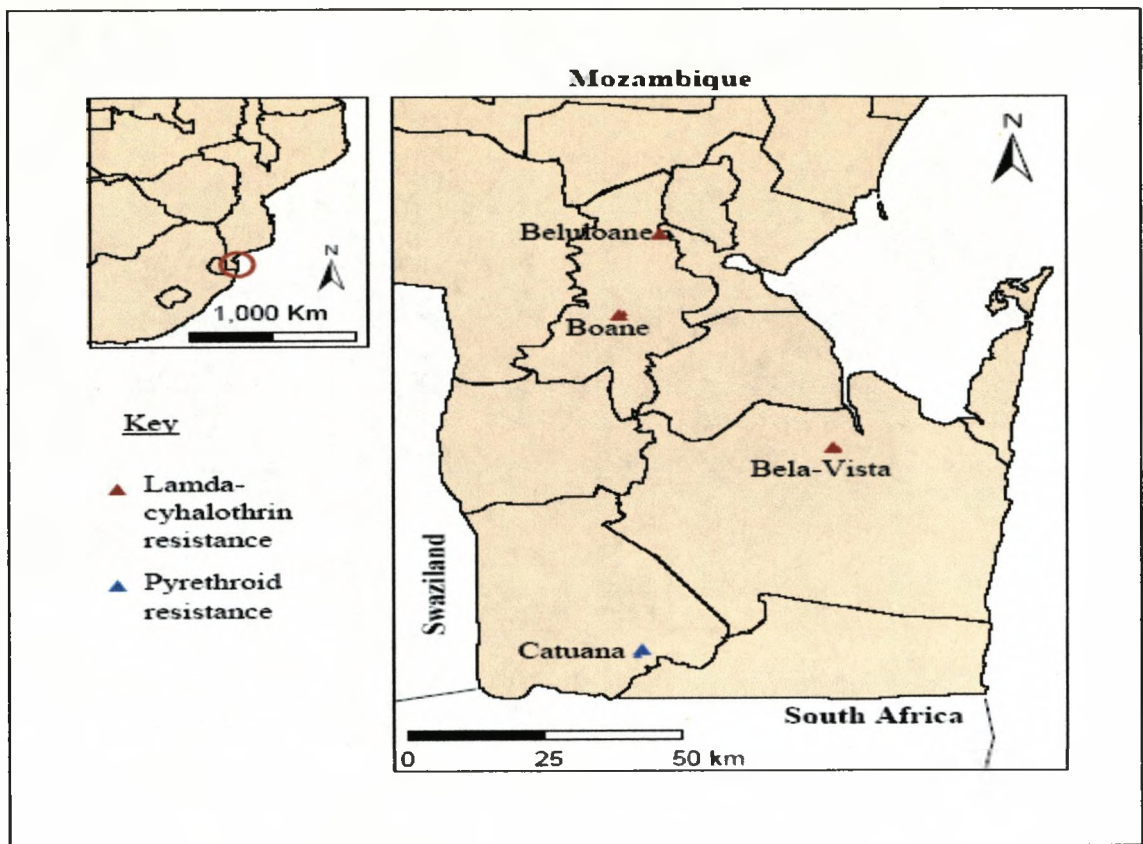 Mozambique
N
1,000 Km
Key
Lamda-
cyhalothrin
resistance
Pyrethroid
resistance
N
Beluloane
Boane
Bela-Vista
Swaziland
Catuana
South Africa
0 25 50 km